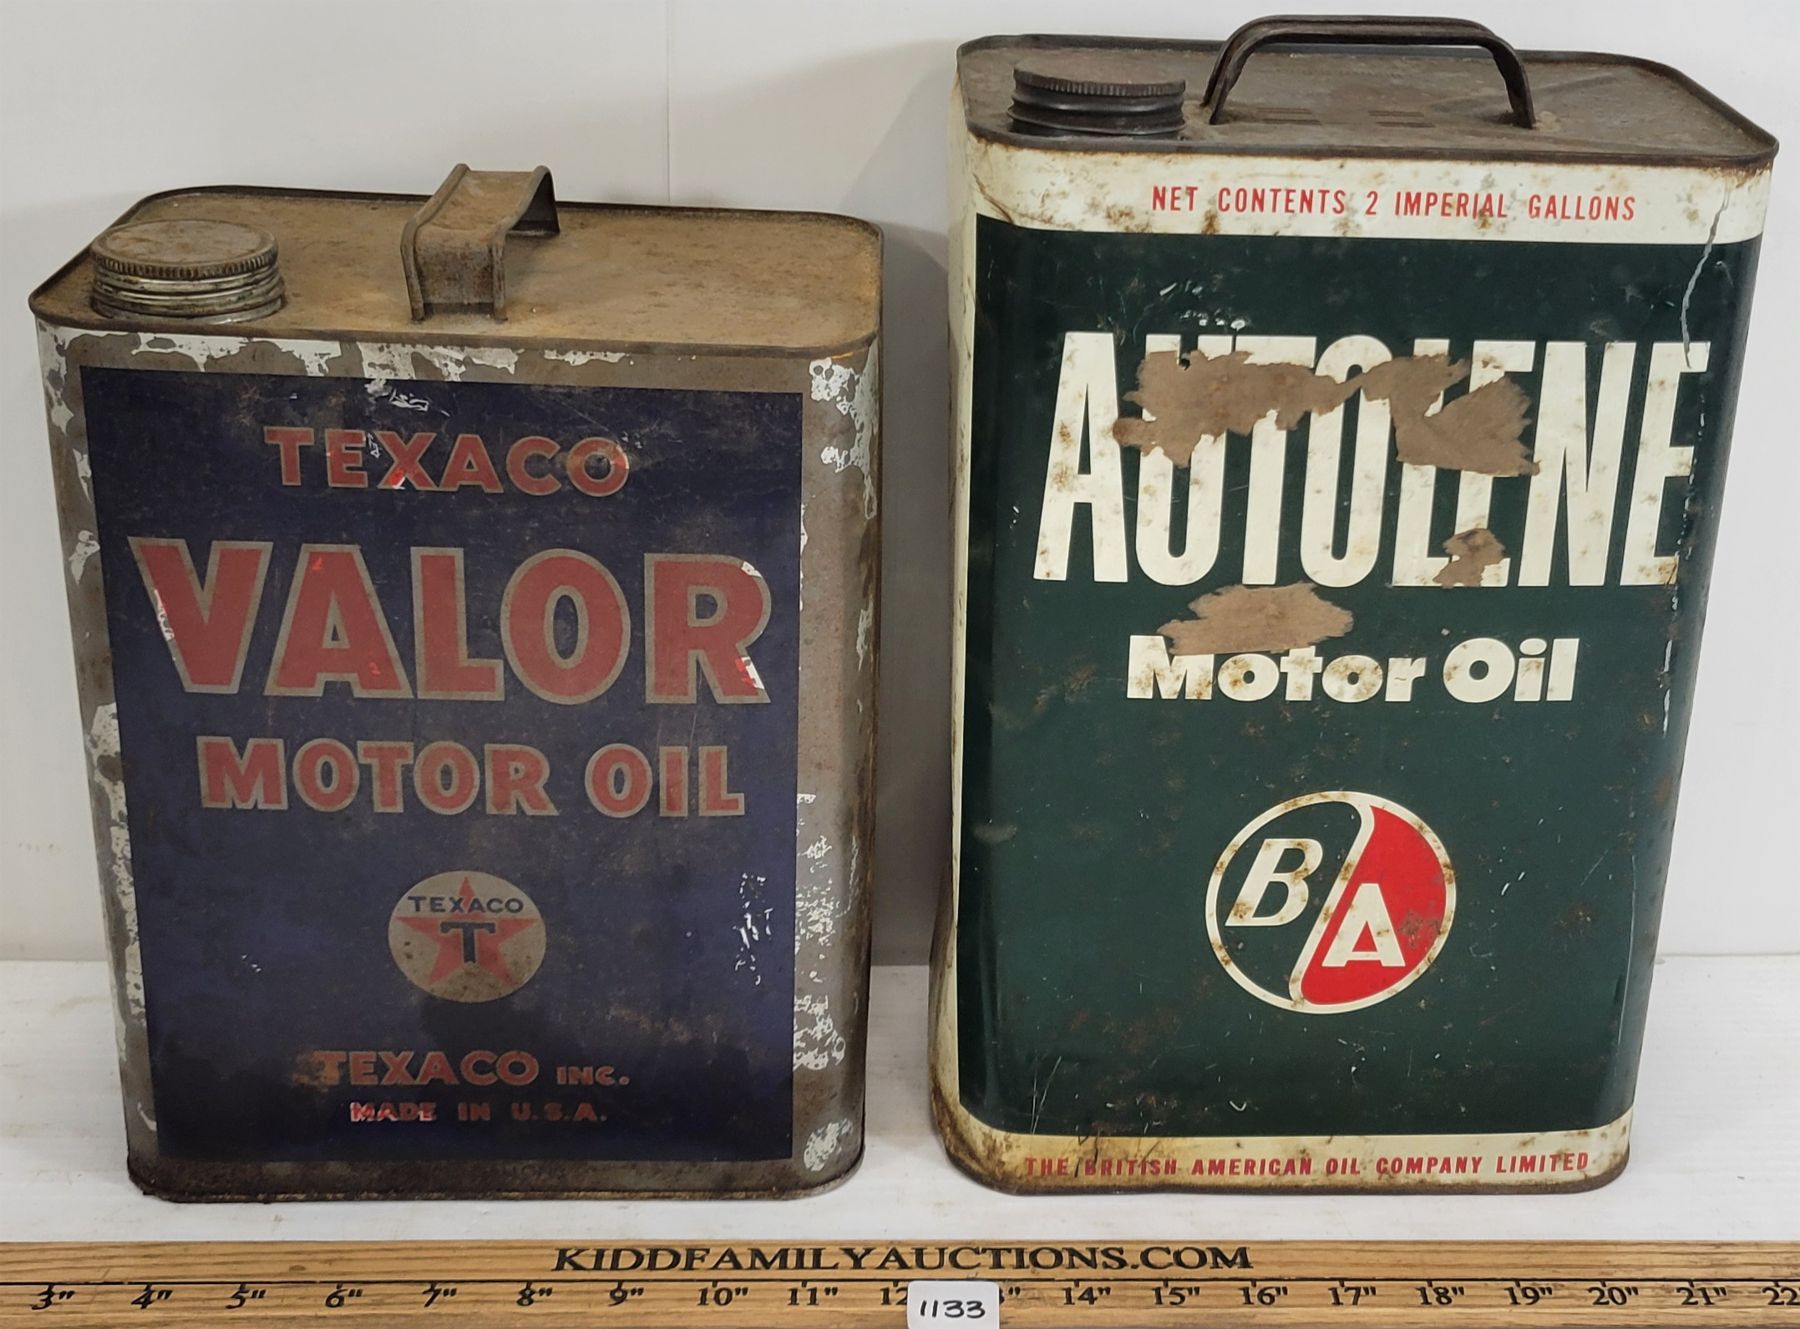 TEXACO
VALOR
MOTOR OIL
TEXACO
T
TEXACO INC.
MADE IN U.S.A.
NET CONTENTS 2 IMPERIAL GALLONS
AUTOLENE
Motor Oil
B A
THE BRITISH AMERICAN OIL COMPANY LIMITED
KIDDFAMILYAUCTIONS.COM
3" 4" 5" 6" 7" 8" 9" 10" 11" 12 14" 15" 16" 17" 18" 19" 20" 21" 22
1133